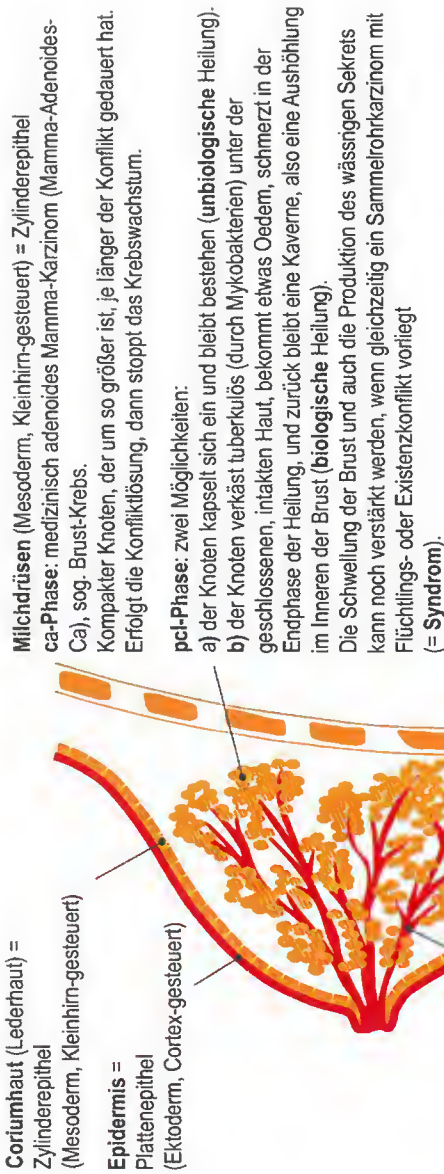 Milchdrüsen (Mesoderm, Kleinhirn-gesteuert) = Zylinderepithel
ca-Phase: medizinisch adenoides Mamma-Karzinom (Mamma-Adenoides-
Ca), sog. Brust-Krebs.
Kompakter Knoten, der um so größer ist, je länger der Konflikt gedauert hat.
Erfolgt die Konfliktlösung, dann stoppt das Krebswachstum.
pcl-Phase: zwei Möglichkeiten:
a) der Knoten kapselt sich ein und bleibt bestehen (unbiologische Heilung).
b) der Knoten verkäst tuberkulös (durch Mykobakterien) unter der
geschlossenen, intakten Haut, bekommt etwas Oedem, schmerzt in der
Endphase der Heilung, und zurück bleibt eine Kaverne, also eine Aushöhlung
im Inneren der Brust (biologische Heilung).
Die Schwellung der Brust und auch die Produktion des wässrigen Sekrets
kann noch verstärkt werden, wenn gleichzeitig ein Sammelrohrkarzinom mit
Flüchtlings- oder Existenzkonflikt vorliegt
(= Syndrom).
Coriumhaut (Lederhaut) =
Zylinderepithel
(Mesoderm, Kleinhirn-gesteuert)
Epidermis =
Plattenepithel
(Ektoderm, Cortex-gesteuert)